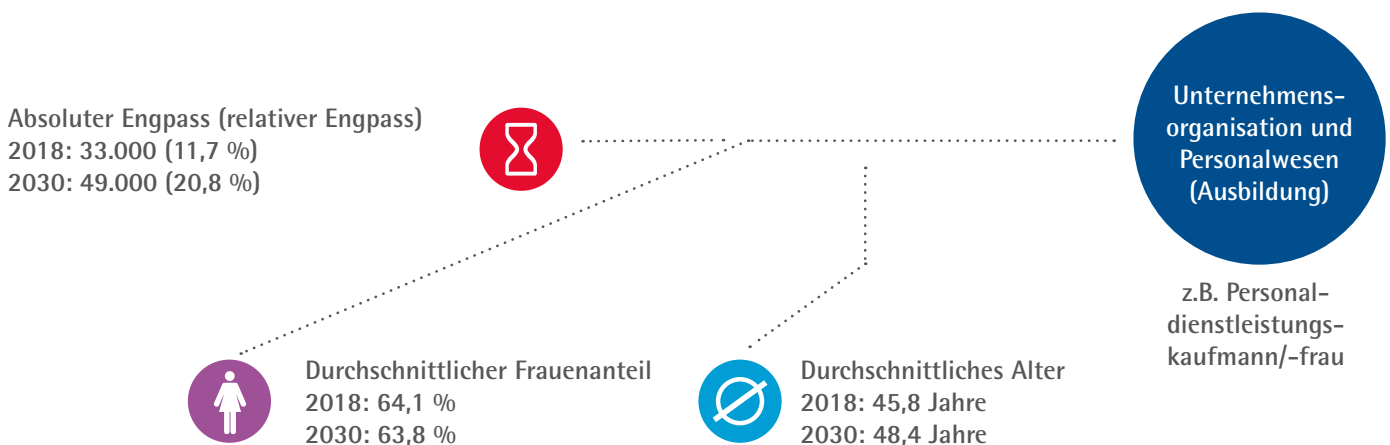 Absoluter Engpass (relativer Engpass)
2018: 33.000 (11,7 %)
2030: 49.000 (20,8 %)
Unternehmens-
organisation und
Personalwesen
(Ausbildung)
z.B. Personal-
dienstleistungs-
kaufmann/-frau
Durchschnittlicher Frauenanteil
2018: 64,1 %
2030: 63,8 %
Durchschnittliches Alter
2018: 45,8 Jahre
2030: 48,4 Jahre